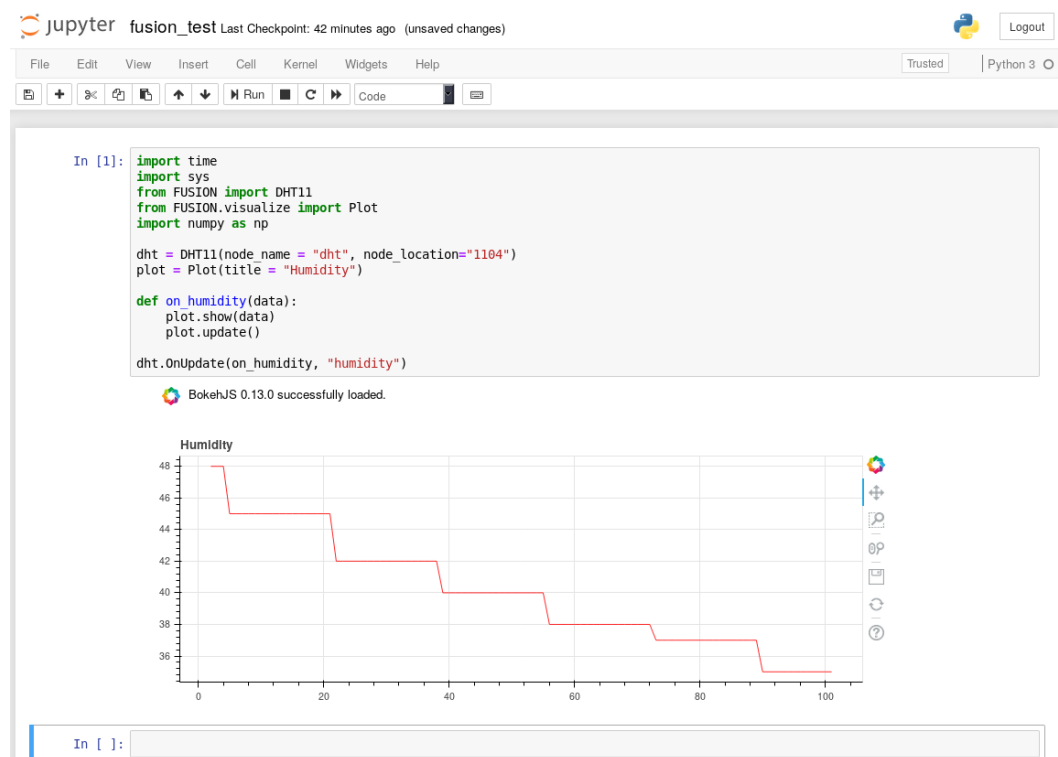 jupyter fusion_test Last Checkpoint: 42 minutes ago (unsaved changes) Logout
File Edit View Insert Cell Kernel Widgets Help Trusted Python 3
Run Code
In [1]: import time
import sys
from FUSION import DHT11
from FUSION.visualize import Plot
import numpy as np
dht = DHT11(node_name = "dht", node_location="1104")
plot = Plot(title = "Humidity")
def on_humidity(data):
    plot.show(data)
    plot.update()
dht.OnUpdate(on_humidity, "humidity")
BokehJS 0.13.0 successfully loaded.
Humidity
48
46
44
42
40
38
36
0 20 40 60 80 100
In [ ]: